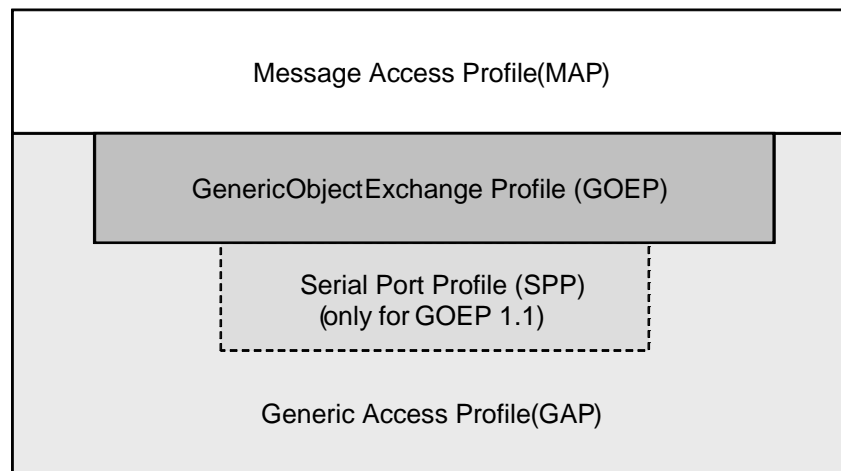 Message Access Profile(MAP)
GenericObjectExchange Profile (GOEP)
Serial Port Profile (SPP)
(only for GOEP 1.1)
Generic Access Profile(GAP)